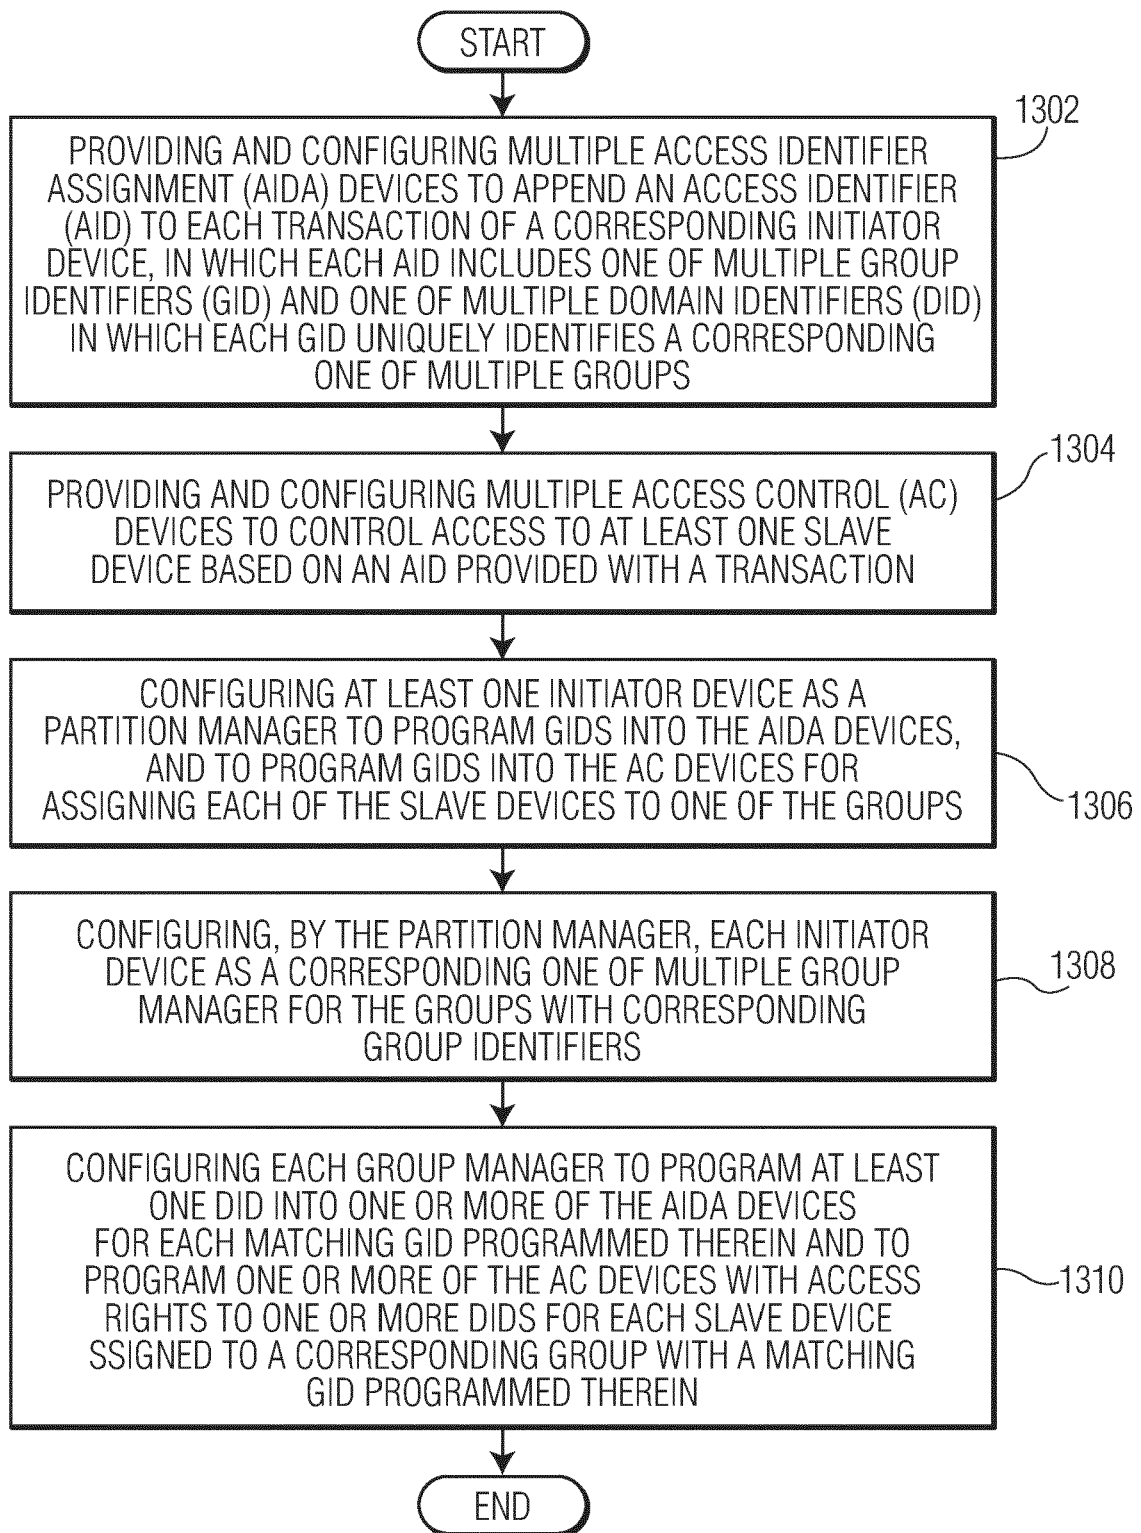 START
1302
PROVIDING AND CONFIGURING MULTIPLE ACCESS IDENTIFIER
ASSIGNMENT (AIDA) DEVICES TO APPEND AN ACCESS IDENTIFIER
(AID) TO EACH TRANSACTION OF A CORRESPONDING INITIATOR
DEVICE, IN WHICH EACH AID INCLUDES ONE OF MULTIPLE GROUP
IDENTIFIERS (GID) AND ONE OF MULTIPLE DOMAIN IDENTIFIERS (DID)
IN WHICH EACH GID UNIQUELY IDENTIFIES A CORRESPONDING
ONE OF MULTIPLE GROUPS
1304
PROVIDING AND CONFIGURING MULTIPLE ACCESS CONTROL (AC)
DEVICES TO CONTROL ACCESS TO AT LEAST ONE SLAVE
DEVICE BASED ON AN AID PROVIDED WITH A TRANSACTION
CONFIGURING AT LEAST ONE INITIATOR DEVICE AS A
PARTITION MANAGER TO PROGRAM GIDS INTO THE AIDA DEVICES,
AND TO PROGRAM GIDS INTO THE AC DEVICES FOR
ASSIGNING EACH OF THE SLAVE DEVICES TO ONE OF THE GROUPS
1306
CONFIGURING, BY THE PARTITION MANAGER, EACH INITIATOR
DEVICE AS A CORRESPONDING ONE OF MULTIPLE GROUP
MANAGER FOR THE GROUPS WITH CORRESPONDING
GROUP IDENTIFIERS
1308
CONFIGURING EACH GROUP MANAGER TO PROGRAM AT LEAST
ONE DID INTO ONE OR MORE OF THE AIDA DEVICES
FOR EACH MATCHING GID PROGRAMMED THEREIN AND TO
PROGRAM ONE OR MORE OF THE AC DEVICES WITH ACCESS
RIGHTS TO ONE OR MORE DIDS FOR EACH SLAVE DEVICE
SSIGNED TO A CORRESPONDING GROUP WITH A MATCHING
GID PROGRAMMED THEREIN
1310
END